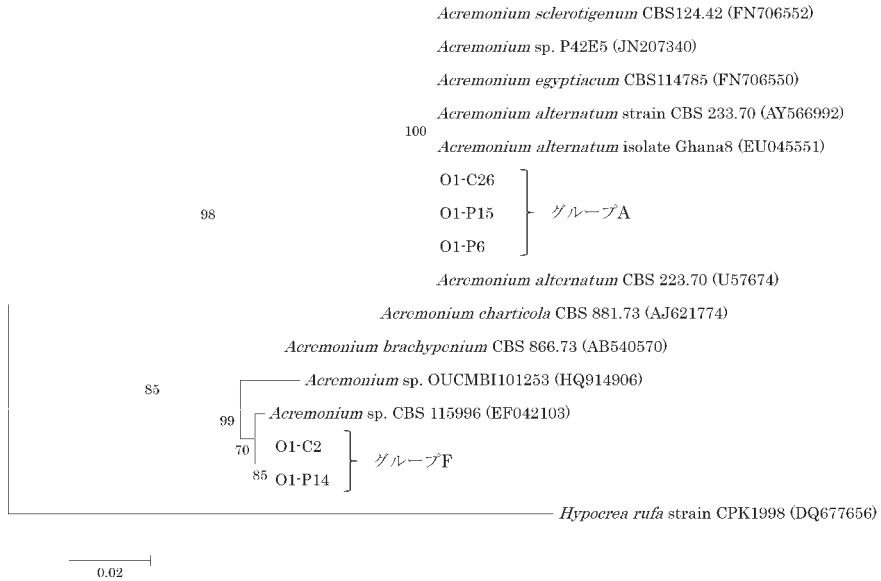 Acremonium sclerotigenum CBS124.42 (FN706552)
Acremonium sp. P42E5 (JN207340)
Acremonium egyptiacum CBS114785 (FN706550)
Acremonium alternatum strain CBS 233.70 (AY566992)
100
Acremonium alternatum isolate Ghana8 (EU045551)
O1-C26
O1-P15
グループA
98
O1-P6
Acremonium alternatum CBS 223.70 (U57674)
Acremonium charticola CBS 881.73 (AJ621774)
Acremonium brachypenium CBS 866.73 (AB540570)
Acremonium sp. OUCMBI101253 (HQ914906)
85
Acremonium sp. CBS 115996 (EF042103)
99
O1-C2
70
グループF
85
O1-P14
Hypocrea rufa strain CPK1998 (DQ677656)
0.02